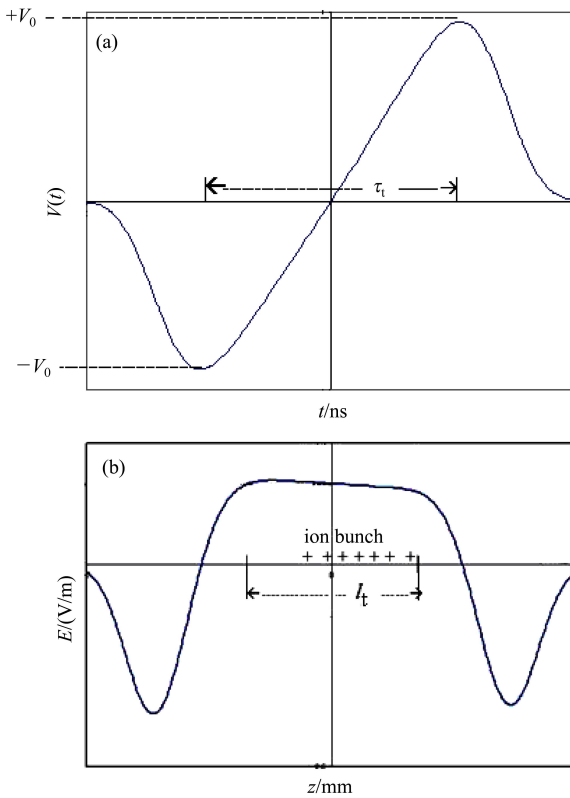 +V₀
(a)
τₜ
V(t)
−V₀
t/ns
(b)
ion bunch
+ + + + + + +
lₜ
E/(V/m)
z/mm